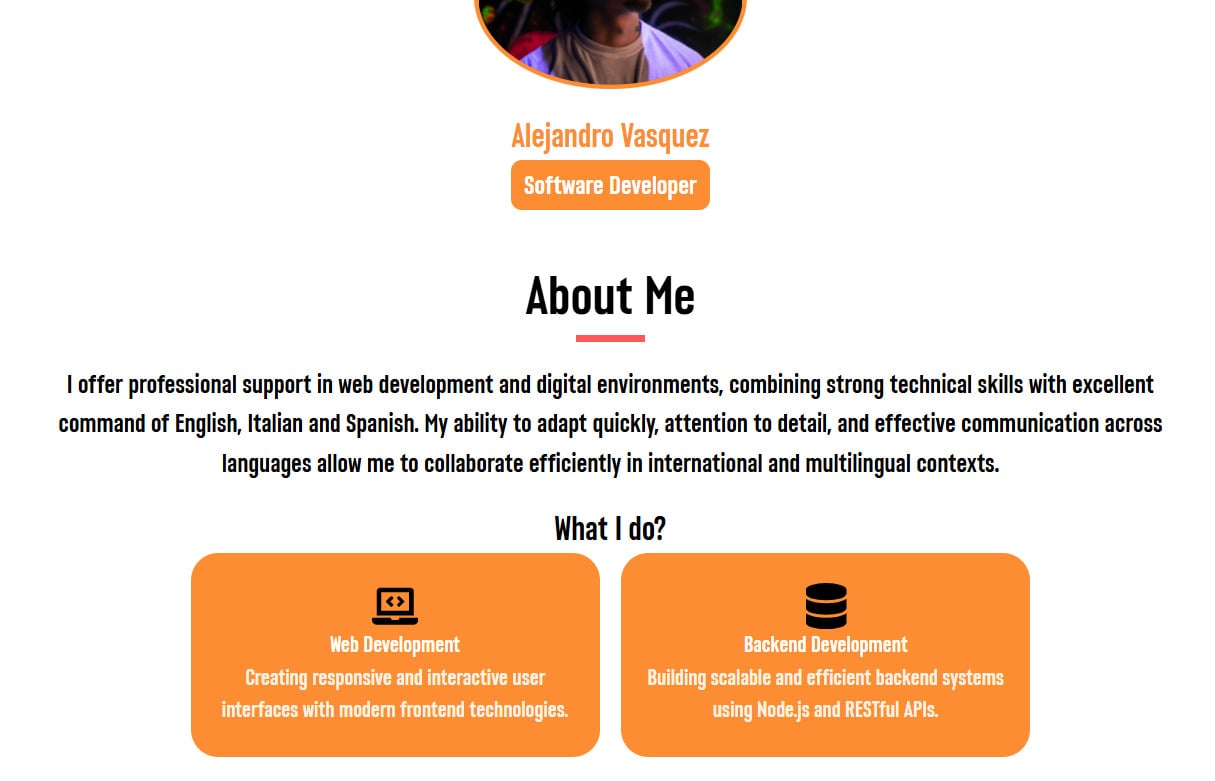 Alejandro Vasquez
Software Developer
About Me
I offer professional support in web development and digital environments, combining strong technical skills with excellent
command of English, Italian and Spanish. My ability to adapt quickly, attention to detail, and effective communication across
languages allow me to collaborate efficiently in international and multilingual contexts.
What I do?
Web Development
Creating responsive and interactive user
interfaces with modern frontend technologies.
Backend Development
Building scalable and efficient backend systems
using Node.js and RESTful APIs.